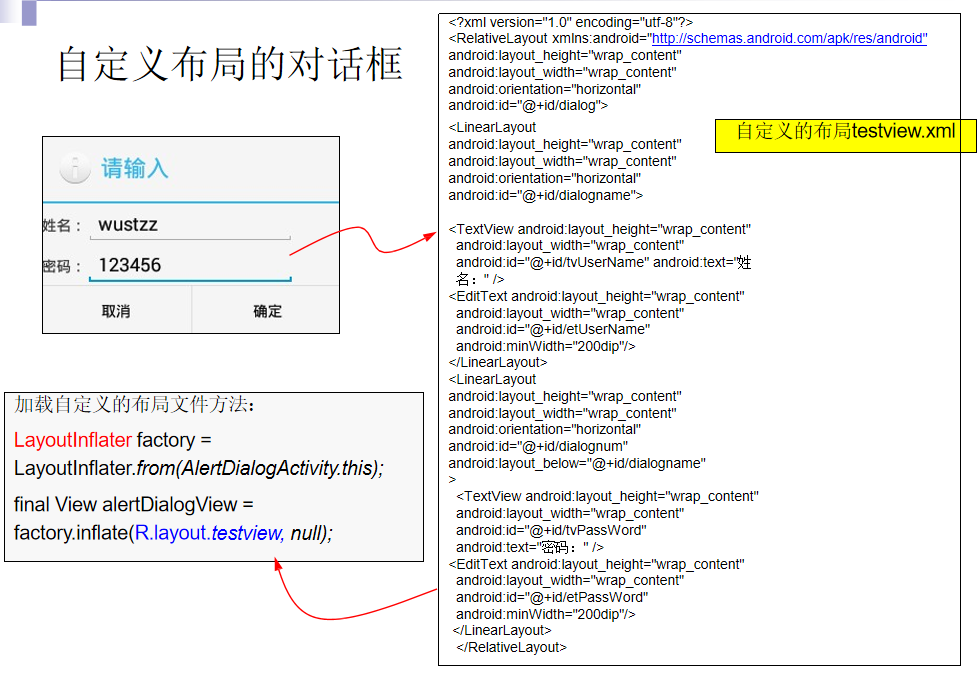 自定义布局的对话框
请输入
姓名： wustzz
密码： 123456
取消 确定
加载自定义的布局文件方法：
LayoutInflater factory =
LayoutInflater.from(AlertDialogActivity.this);
final View alertDialogView =
factory.inflate(R.layout.testview, null);
<?xml version="1.0" encoding="utf-8"?>
<RelativeLayout xmlns:android="http://schemas.android.com/apk/res/android"
android:layout_height="wrap_content"
android:layout_width="wrap_content"
android:orientation="horizontal"
android:id="@+id/dialog">
<LinearLayout
android:layout_height="wrap_content"
android:layout_width="wrap_content"
android:orientation="horizontal"
android:id="@+id/dialogname">
自定义的布局testview.xml
<TextView android:layout_height="wrap_content"
android:layout_width="wrap_content"
android:id="@+id/tvUserName" android:text="姓
名：" />
<EditText android:layout_height="wrap_content"
android:layout_width="wrap_content"
android:id="@+id/etUserName"
android:minWidth="200dip"/>
</LinearLayout>
<LinearLayout
android:layout_height="wrap_content"
android:layout_width="wrap_content"
android:orientation="horizontal"
android:id="@+id/dialognum"
android:layout_below="@+id/dialogname"
>
<TextView android:layout_height="wrap_content"
android:layout_width="wrap_content"
android:id="@+id/tvPassWord"
android:text="密码：" />
<EditText android:layout_height="wrap_content"
android:layout_width="wrap_content"
android:id="@+id/etPassWord"
android:minWidth="200dip"/>
</LinearLayout>
</RelativeLayout>